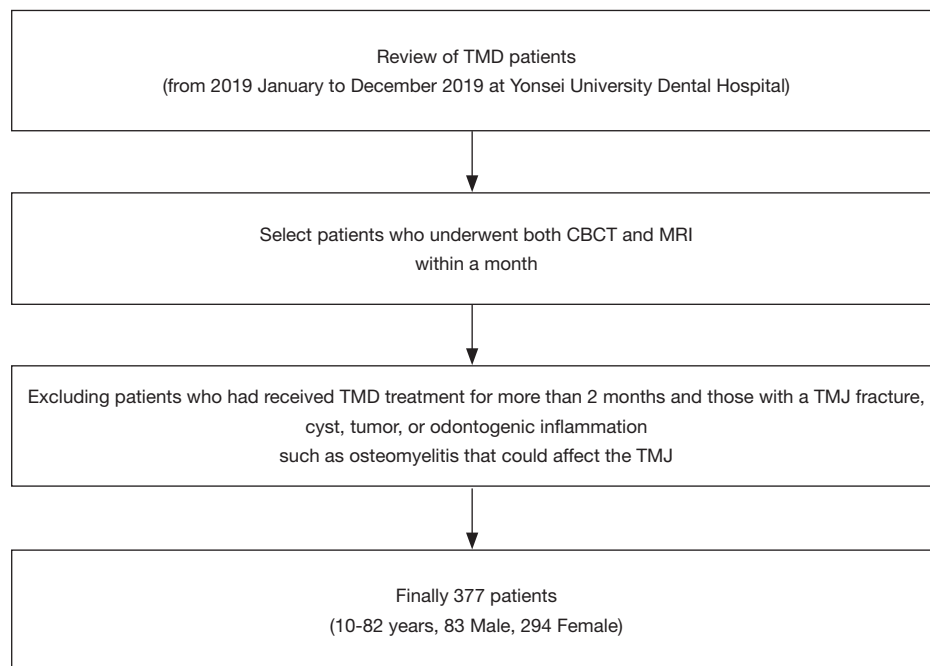 Review of TMD patients
(from 2019 January to December 2019 at Yonsei University Dental Hospital)
Select patients who underwent both CBCT and MRI
within a month
Excluding patients who had received TMD treatment for more than 2 months and those with a TMJ fracture,
cyst, tumor, or odontogenic inflammation
such as osteomyelitis that could affect the TMJ
Finally 377 patients
(10-82 years, 83 Male, 294 Female)